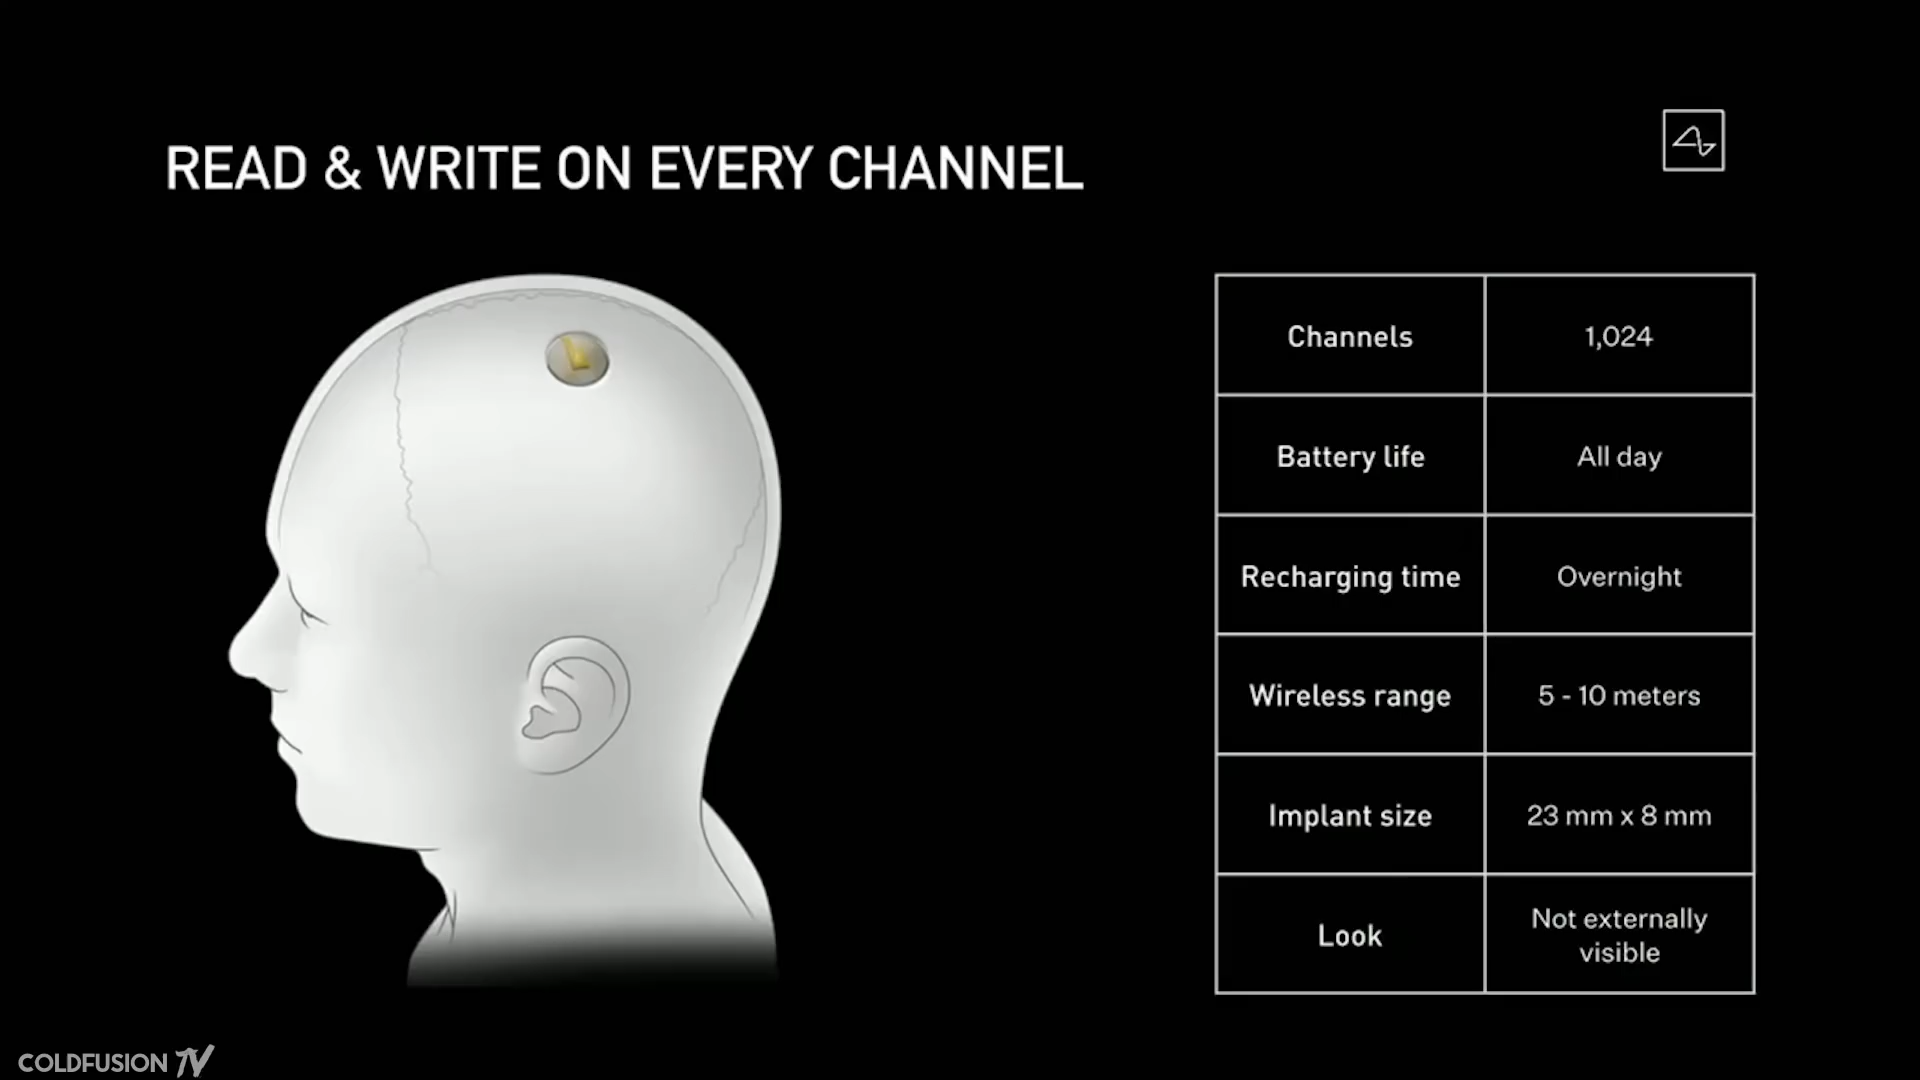 READ & WRITE ON EVERY CHANNEL
Channels 1,024
Battery life All day
Recharging time Overnight
Wireless range 5 - 10 meters
Implant size 23 mm x 8 mm
Look Not externally
visible
COLDFUSION TV